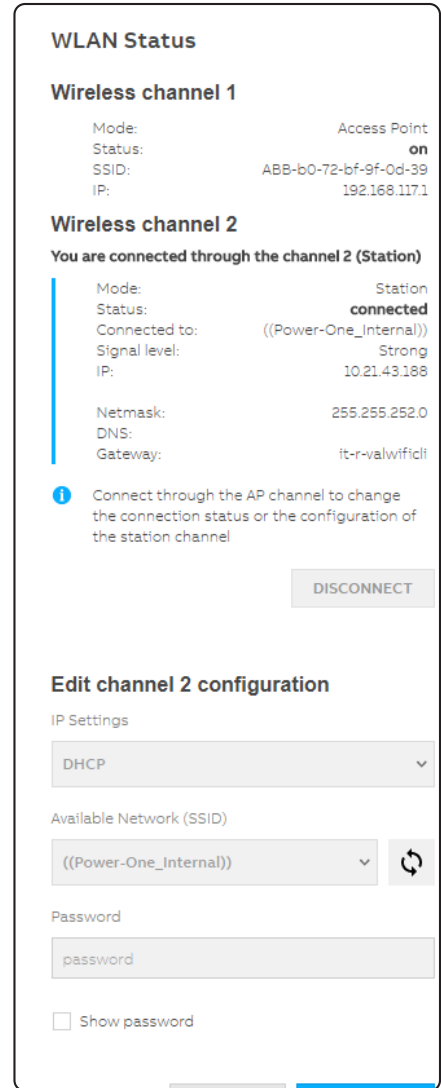 WLAN Status
Wireless channel 1
Mode: Access Point
Status: on
SSID: ABB-b0-72-bf-9f-0d-39
IP: 192.168.117.1
Wireless channel 2
You are connected through the channel 2 (Station)
Mode: Station
Status: connected
Connected to: ((Power-One_Internal))
Signal level: Strong
IP: 10.21.43.188
Netmask: 255.255.252.0
DNS:
Gateway: it-r-valwificli
Connect through the AP channel to change
the connection status or the configuration of
the station channel
DISCONNECT
Edit channel 2 configuration
IP Settings
DHCP
Available Network (SSID)
((Power-One_Internal))
Password
password
Show password